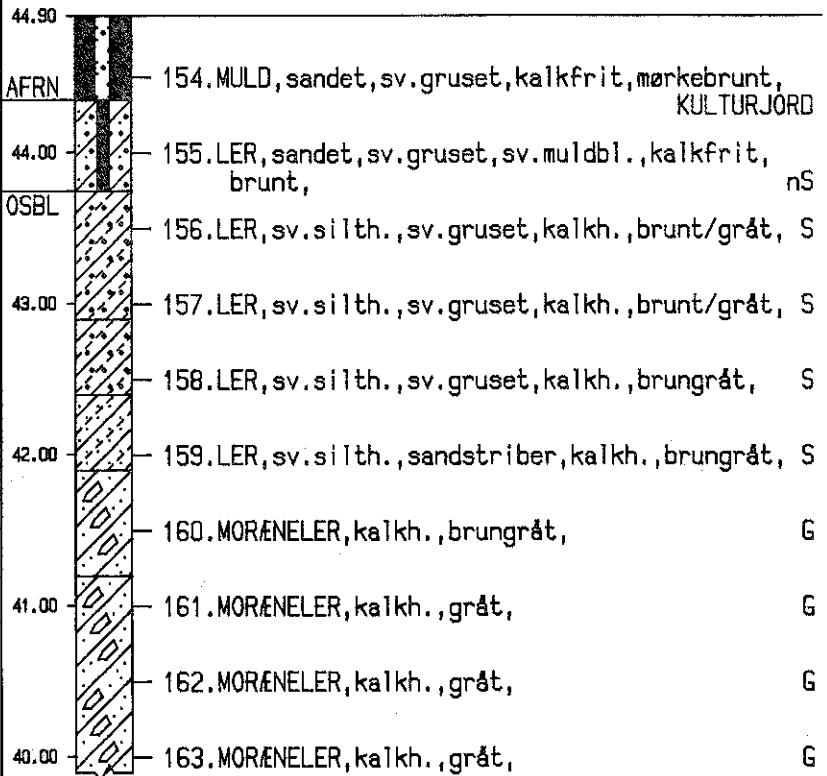 44.90
154.MULD,sandet,sv.gruset,kalkfrit,mørkebrunt,
AFRN
KULTURJORD
44.00
155.LER,sandet,sv.gruset,sv.muldbl.,kalkfrit,
brunt, nS
OSBL
156.LER,sv.silth.,sv.gruset,kalkh.,brunt/gråt, S
43.00
157.LER,sv.silth.,sv.gruset,kalkh.,brunt/gråt, S
158.LER,sv.silth.,sv.gruset,kalkh.,brungråt, S
42.00
159.LER,sv.silth.,sandstriber,kalkh.,brungråt, S
160.MORÆNELER,kalkh.,brungråt, G
41.00
161.MORÆNELER,kalkh.,gråt, G
162.MORÆNELER,kalkh.,gråt, G
40.00
163.MORÆNELER,kalkh.,gråt, G